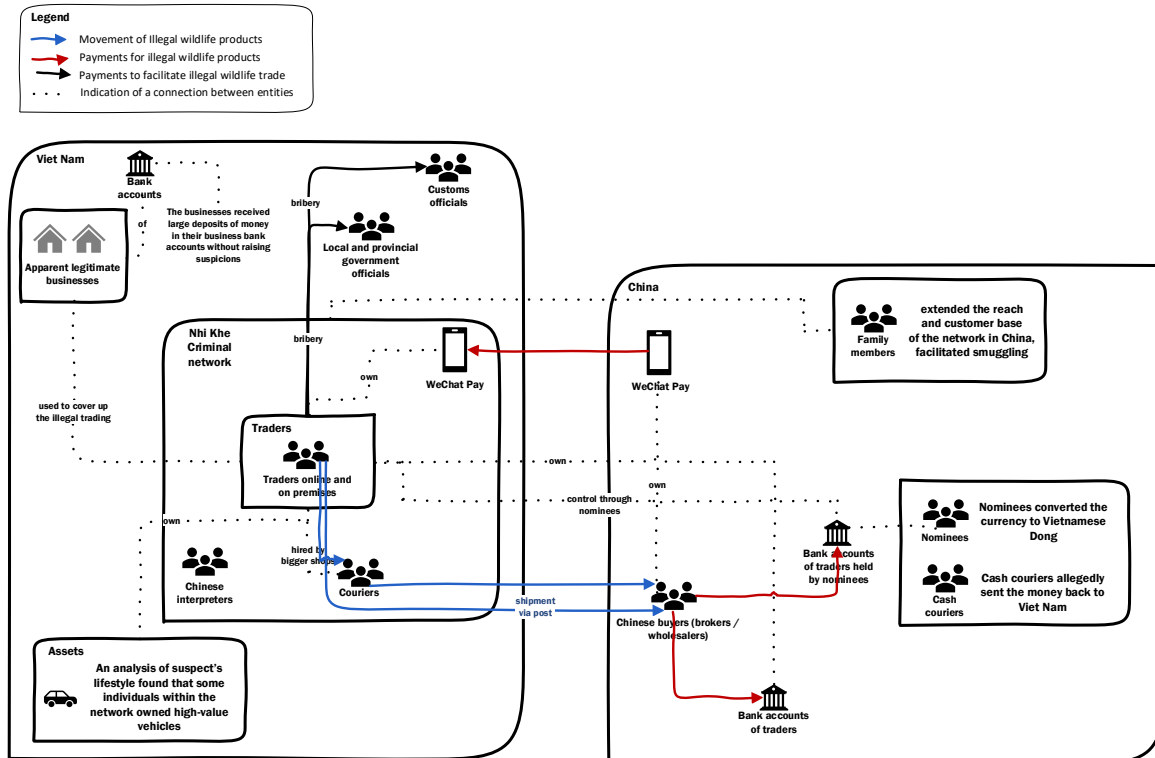 Legend
Movement of Illegal wildlife products
Payments for illegal wildlife products
Payments to facilitate illegal wildlife trade
Indication of a connection between entities
Viet Nam
Bank
accounts
of
The businesses received
large deposits of money
in their business bank
accounts without raising
suspicions
Apparent legitimate
businesses
bribery
Customs
officials
Local and provincial
government
officials
used to cover up
the illegal trading
Nhi Khe
Criminal
network
bribery
own
WeChat Pay
Traders
Traders online and
on premises
own
hired by
bigger shops
Chinese
interpreters
Couriers
Assets
An analysis of suspect's
lifestyle found that some
individuals within the
network owned high-value
vehicles
shipment
via post
China
WeChat Pay
Family
members
extended the reach
and customer base
of the network in China,
facilitated smuggling
own
own
control through
nominees
Bank accounts
of traders held
by nominees
Nominees
Nominees converted the
currency to Vietnamese
Dong
Cash
couriers
Cash couriers allegedly
sent the money back to
Viet Nam
Chinese buyers (brokers /
wholesalers)
Bank accounts
of traders